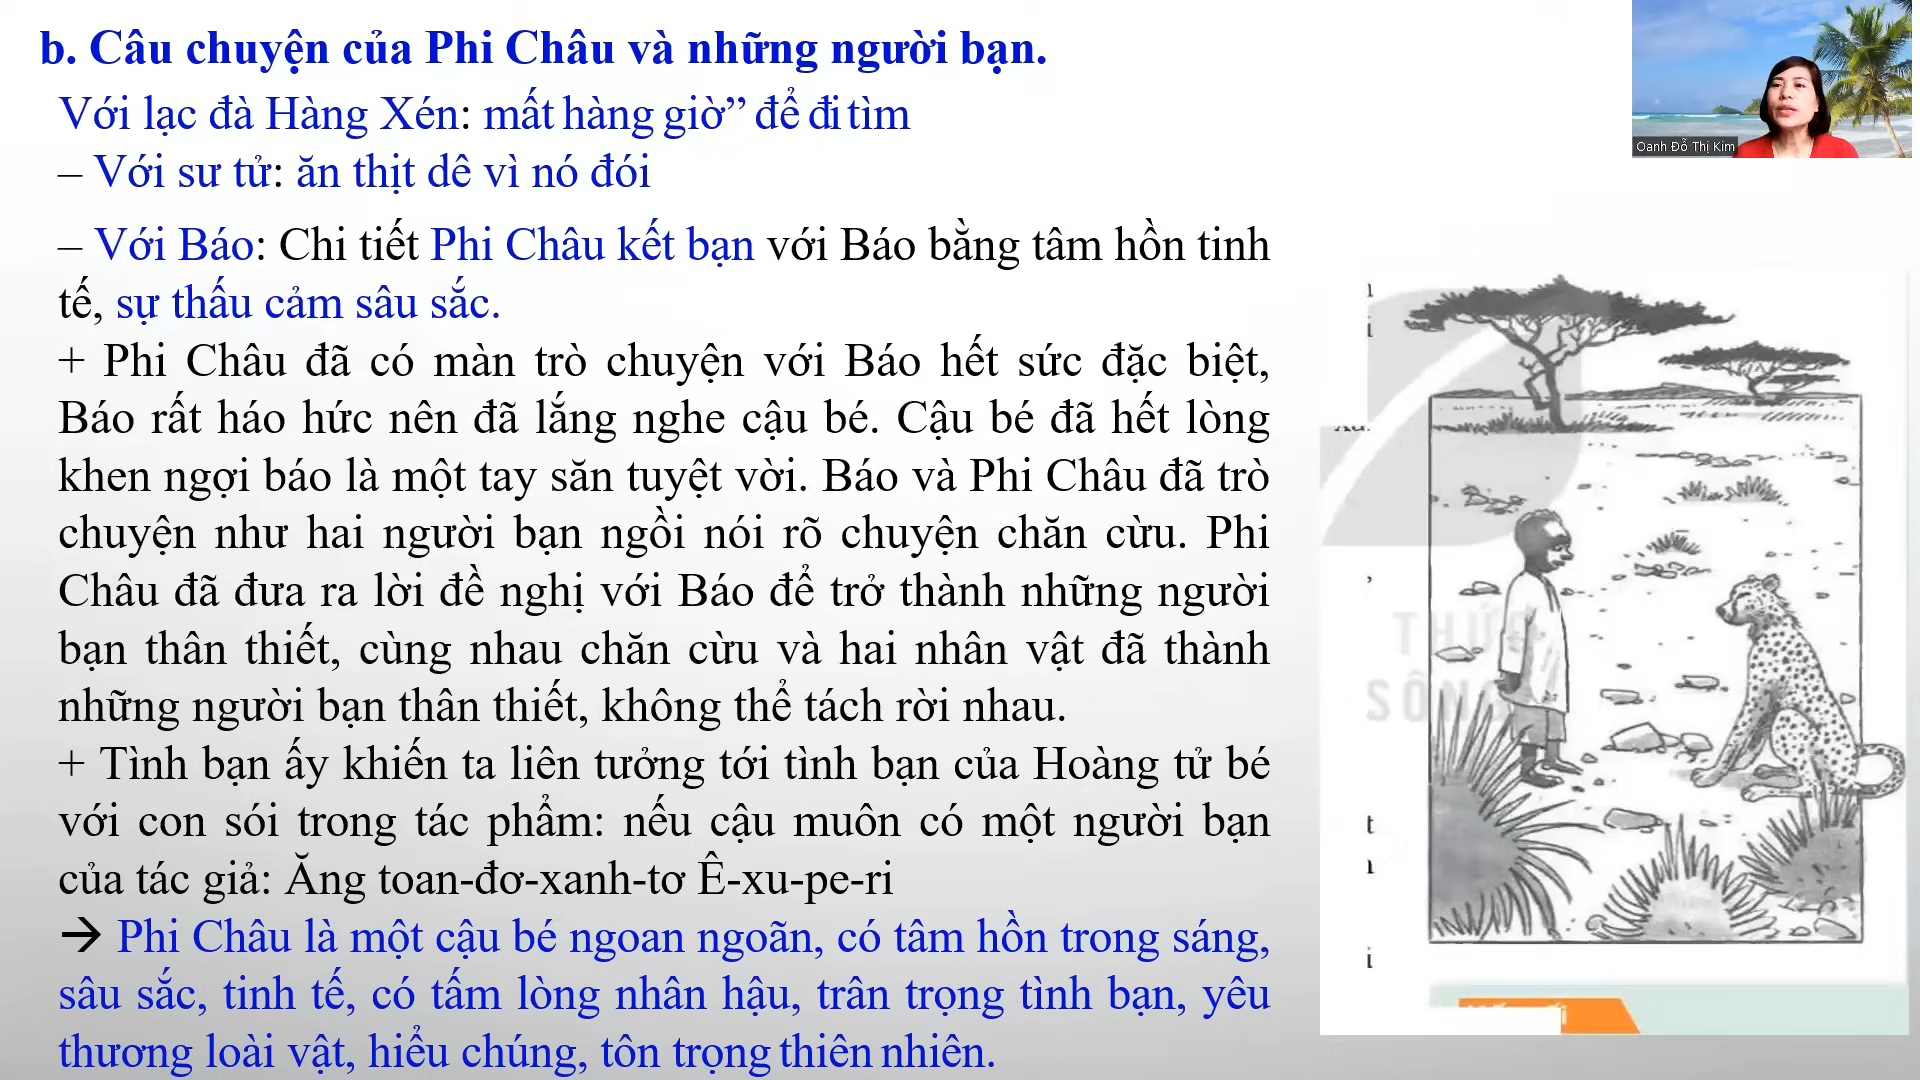 b. Câu chuyện của Phi Châu và những người bạn.
Với lạc đà Hàng Xén: mất hàng giờ” để đi tìm
– Với sư tử: ăn thịt dê vì nó đói
– Với Báo: Chi tiết Phi Châu kết bạn với Báo bằng tâm hồn tinh
tế, sự thấu cảm sâu sắc.
+ Phi Châu đã có màn trò chuyện với Báo hết sức đặc biệt,
Báo rất háo hức nên đã lắng nghe cậu bé. Cậu bé đã hết lòng
khen ngợi báo là một tay săn tuyệt vời. Báo và Phi Châu đã trò
chuyện như hai người bạn ngồi nói rõ chuyện chăn cừu. Phi
Châu đã đưa ra lời đề nghị với Báo để trở thành những người
bạn thân thiết, cùng nhau chăn cừu và hai nhân vật đã thành
những người bạn thân thiết, không thể tách rời nhau.
+ Tình bạn ấy khiến ta liên tưởng tới tình bạn của Hoàng tử bé
với con sói trong tác phẩm: nếu cậu muôn có một người bạn
của tác giả: Ăng toan-đơ-xanh-tơ Ê-xu-pe-ri
→ Phi Châu là một cậu bé ngoan ngoãn, có tâm hồn trong sáng,
sâu sắc, tinh tế, có tấm lòng nhân hậu, trân trọng tình bạn, yêu
thương loài vật, hiểu chúng, tôn trọng thiên nhiên.
Oanh Đỗ Thị Kim